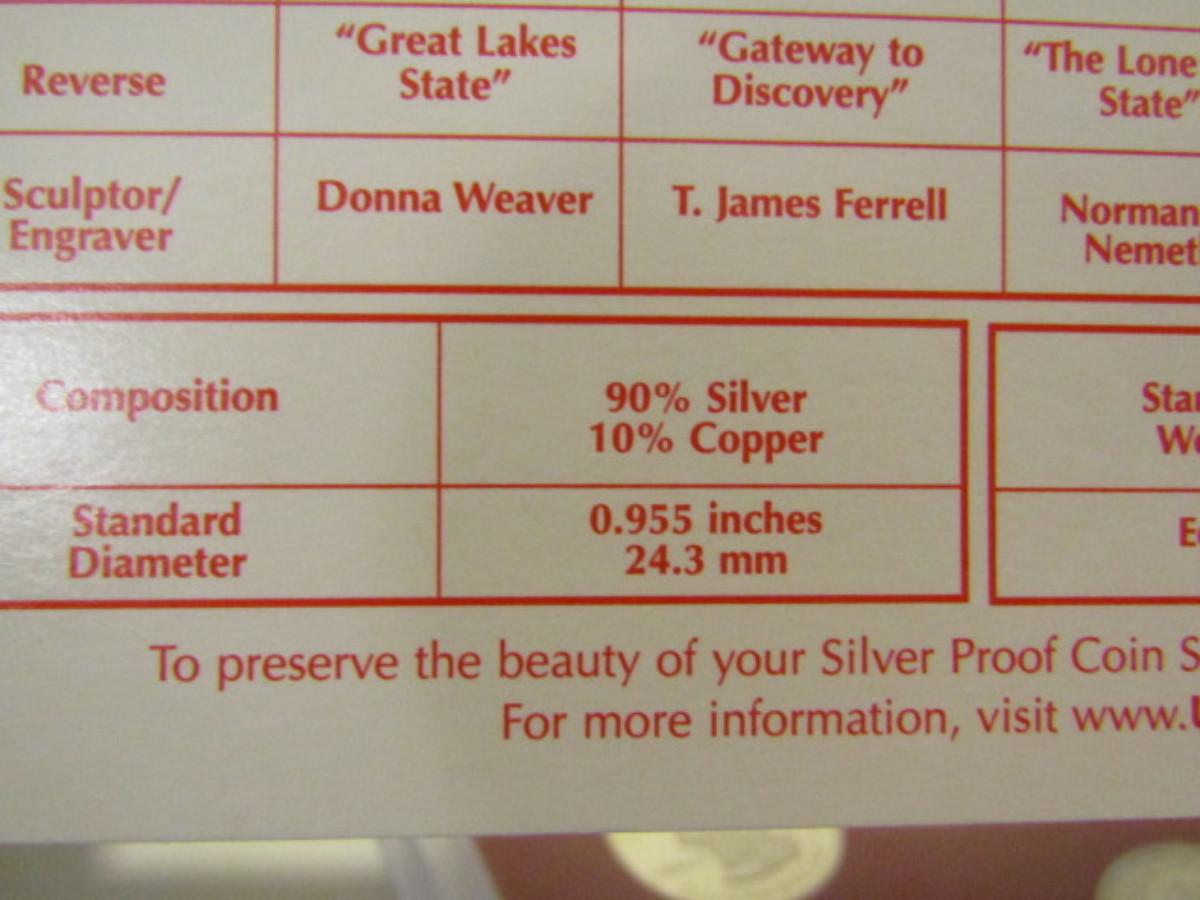 Reverse
“Great Lakes
State”
“Gateway to
Discovery”
“The Lone
State”
Sculptor/
Engraver
Donna Weaver
T. James Ferrell
Norman
Composition
90% Silver
10% Copper
Standard
Diameter
0.955 inches
24.3 mm
To preserve the beauty of your Silver Proof Coin
For more information, visit www.